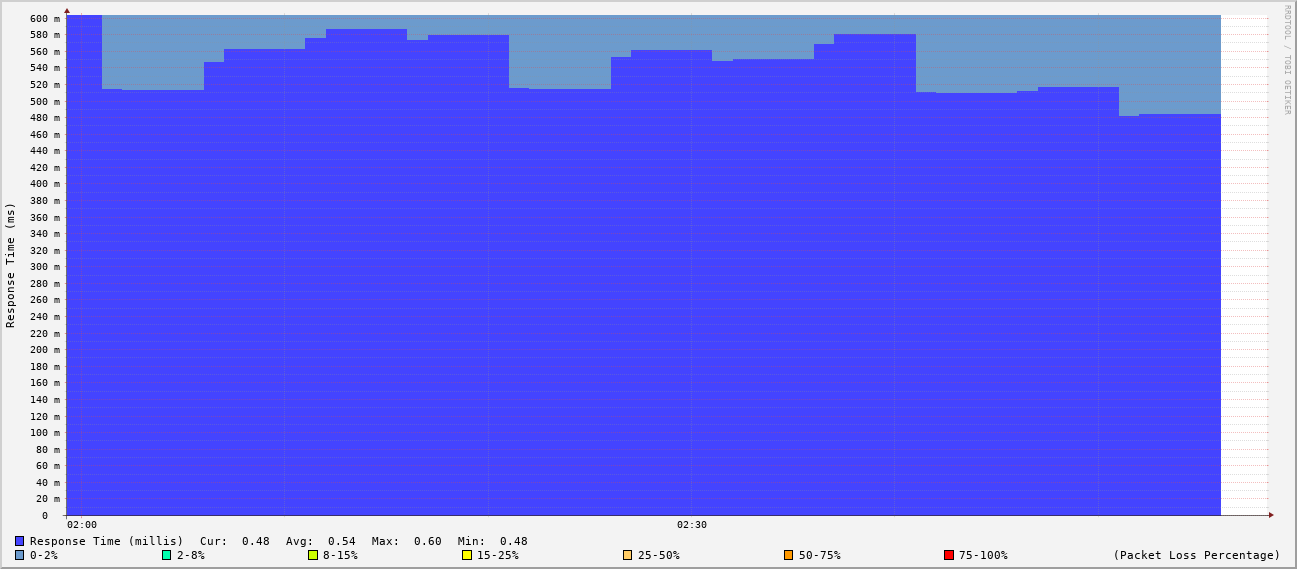 RRDTOOL / TOBI OETIKER
Response Time (ms)
600 m
580 m
560 m
540 m
520 m
500 m
480 m
460 m
440 m
420 m
400 m
380 m
360 m
340 m
320 m
300 m
280 m
260 m
240 m
220 m
200 m
180 m
160 m
140 m
120 m
100 m
80 m
60 m
40 m
20 m
0
02:00 02:30
Response Time (millis) Cur: 0.48 Avg: 0.54 Max: 0.60 Min: 0.48
0-2% 2-8% 8-15% 15-25% 25-50% 50-75% 75-100% (Packet Loss Percentage)